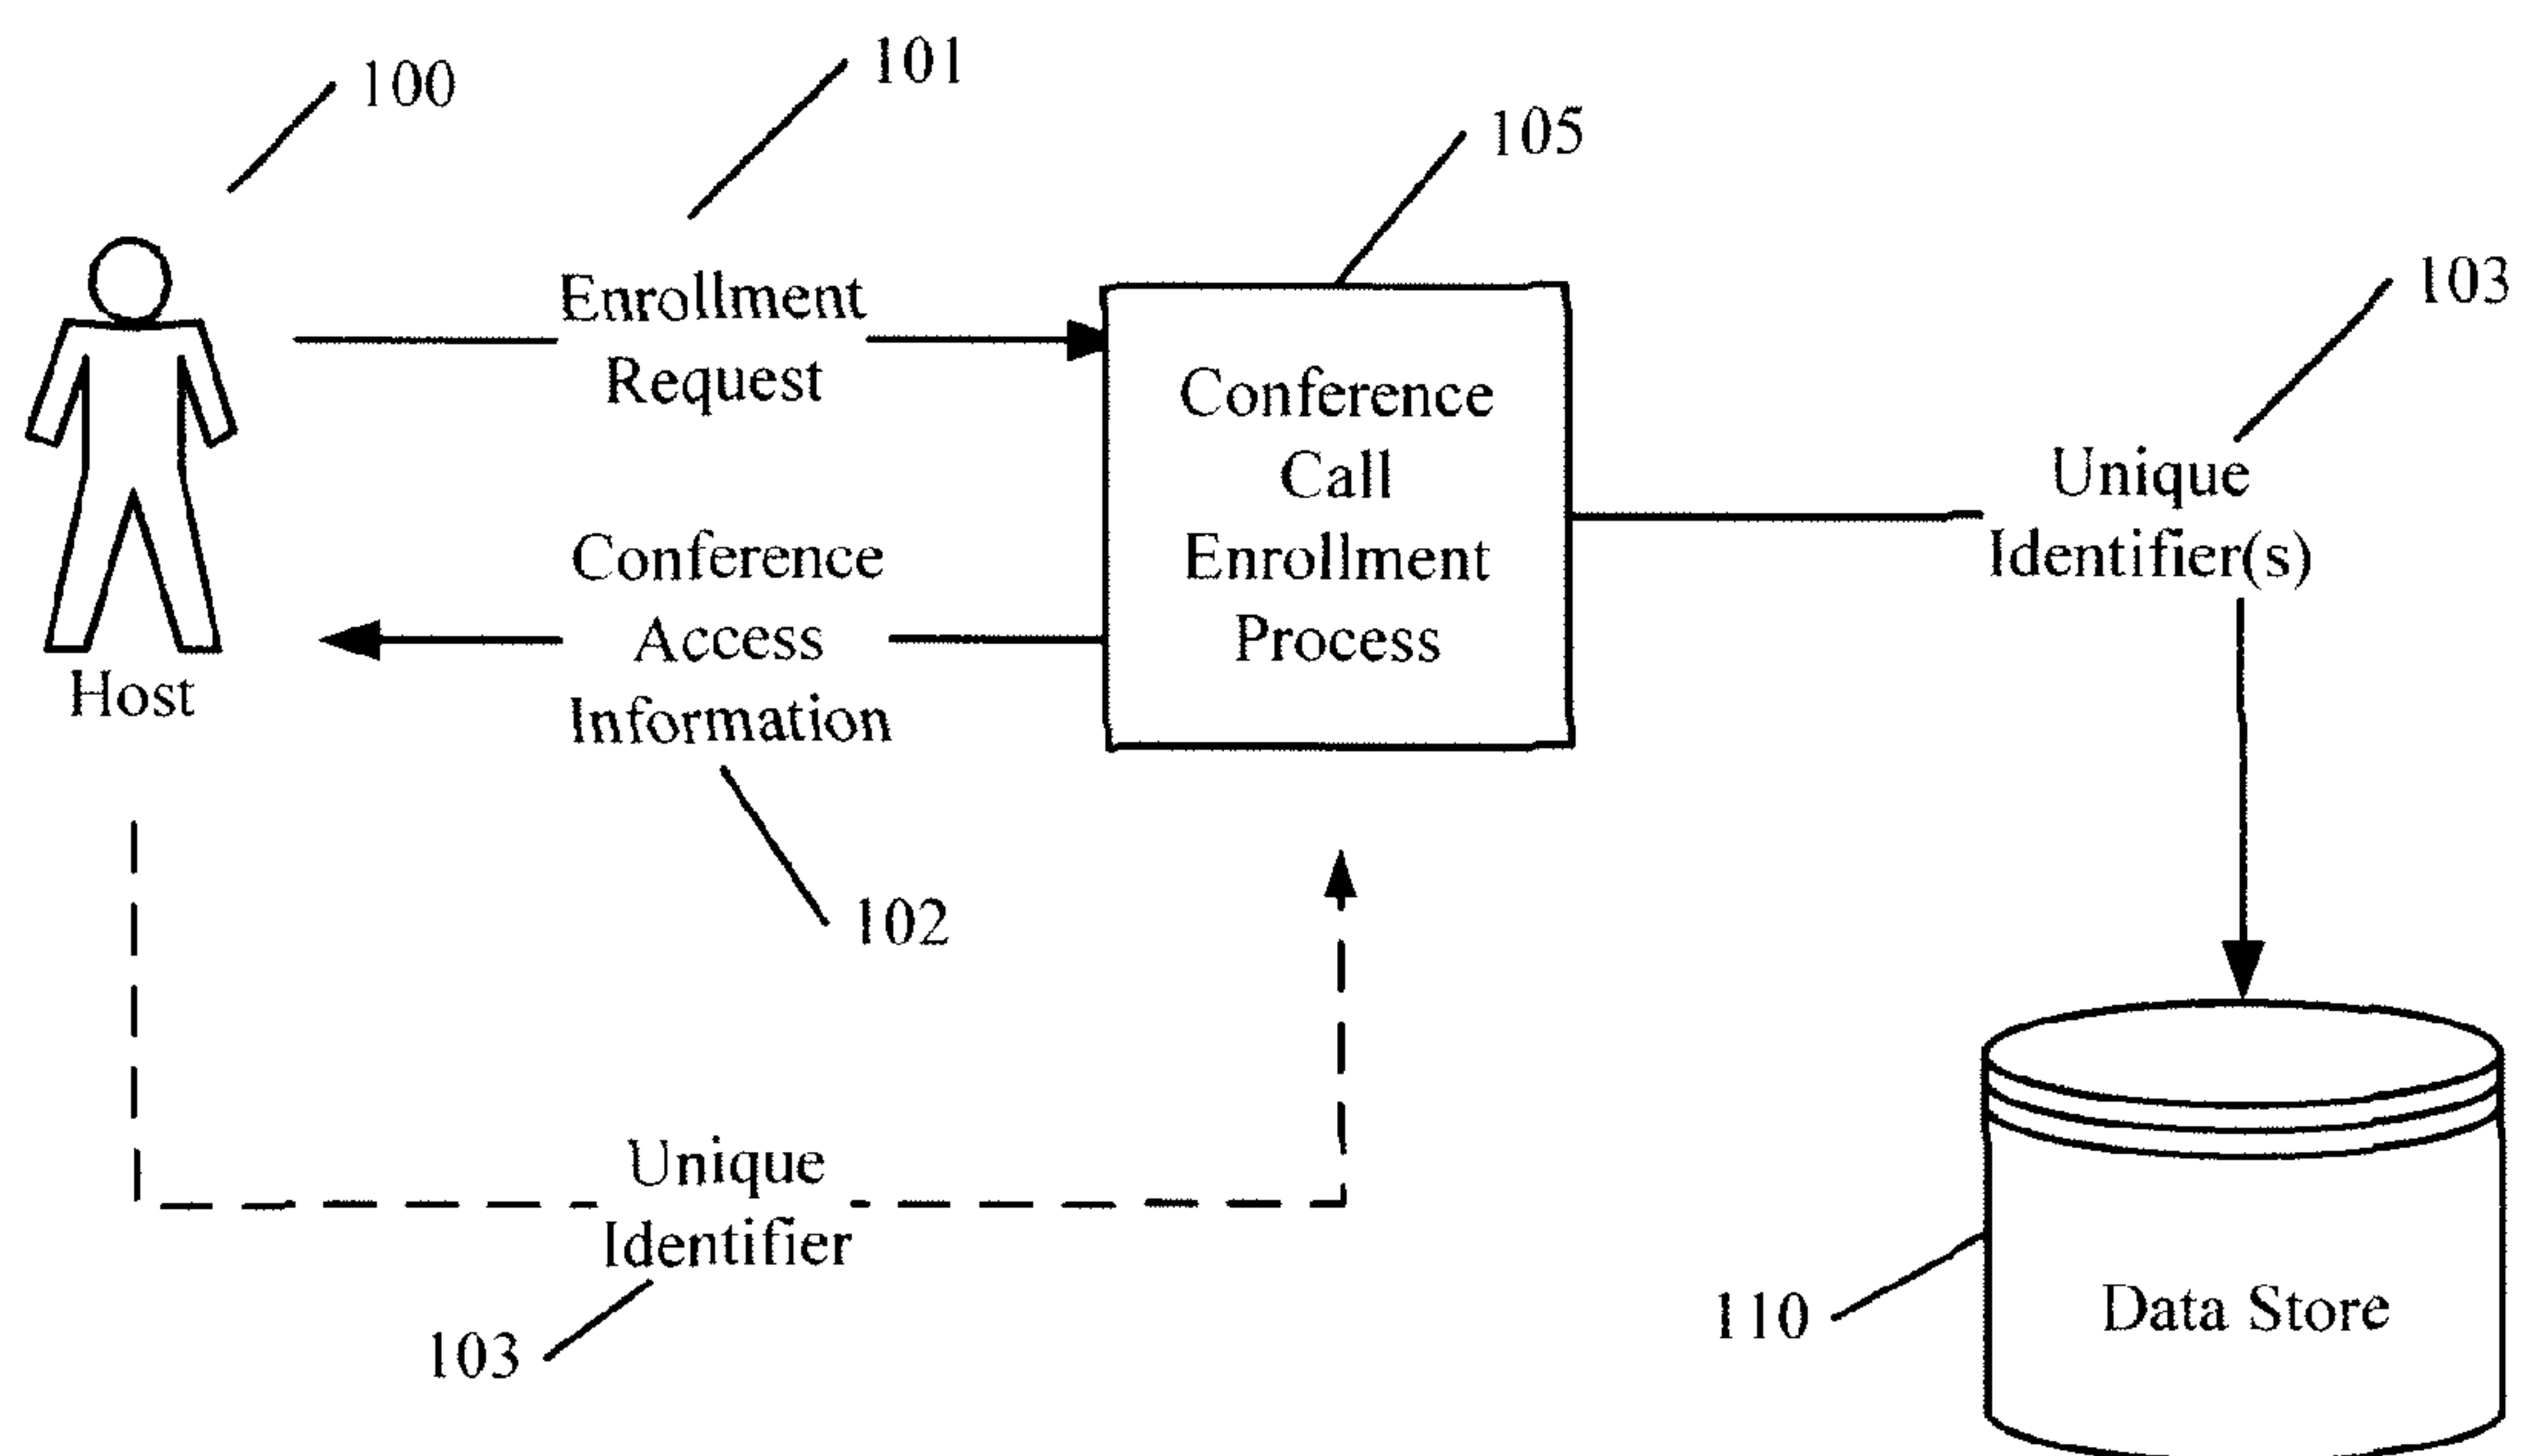 100
101
105
103
Enrollment
Request
Conference
Call
Enrollment
Process
Unique
Identifier(s)
Conference
Access
Information
Host
102
Unique
Identifier
103
110
Data Store